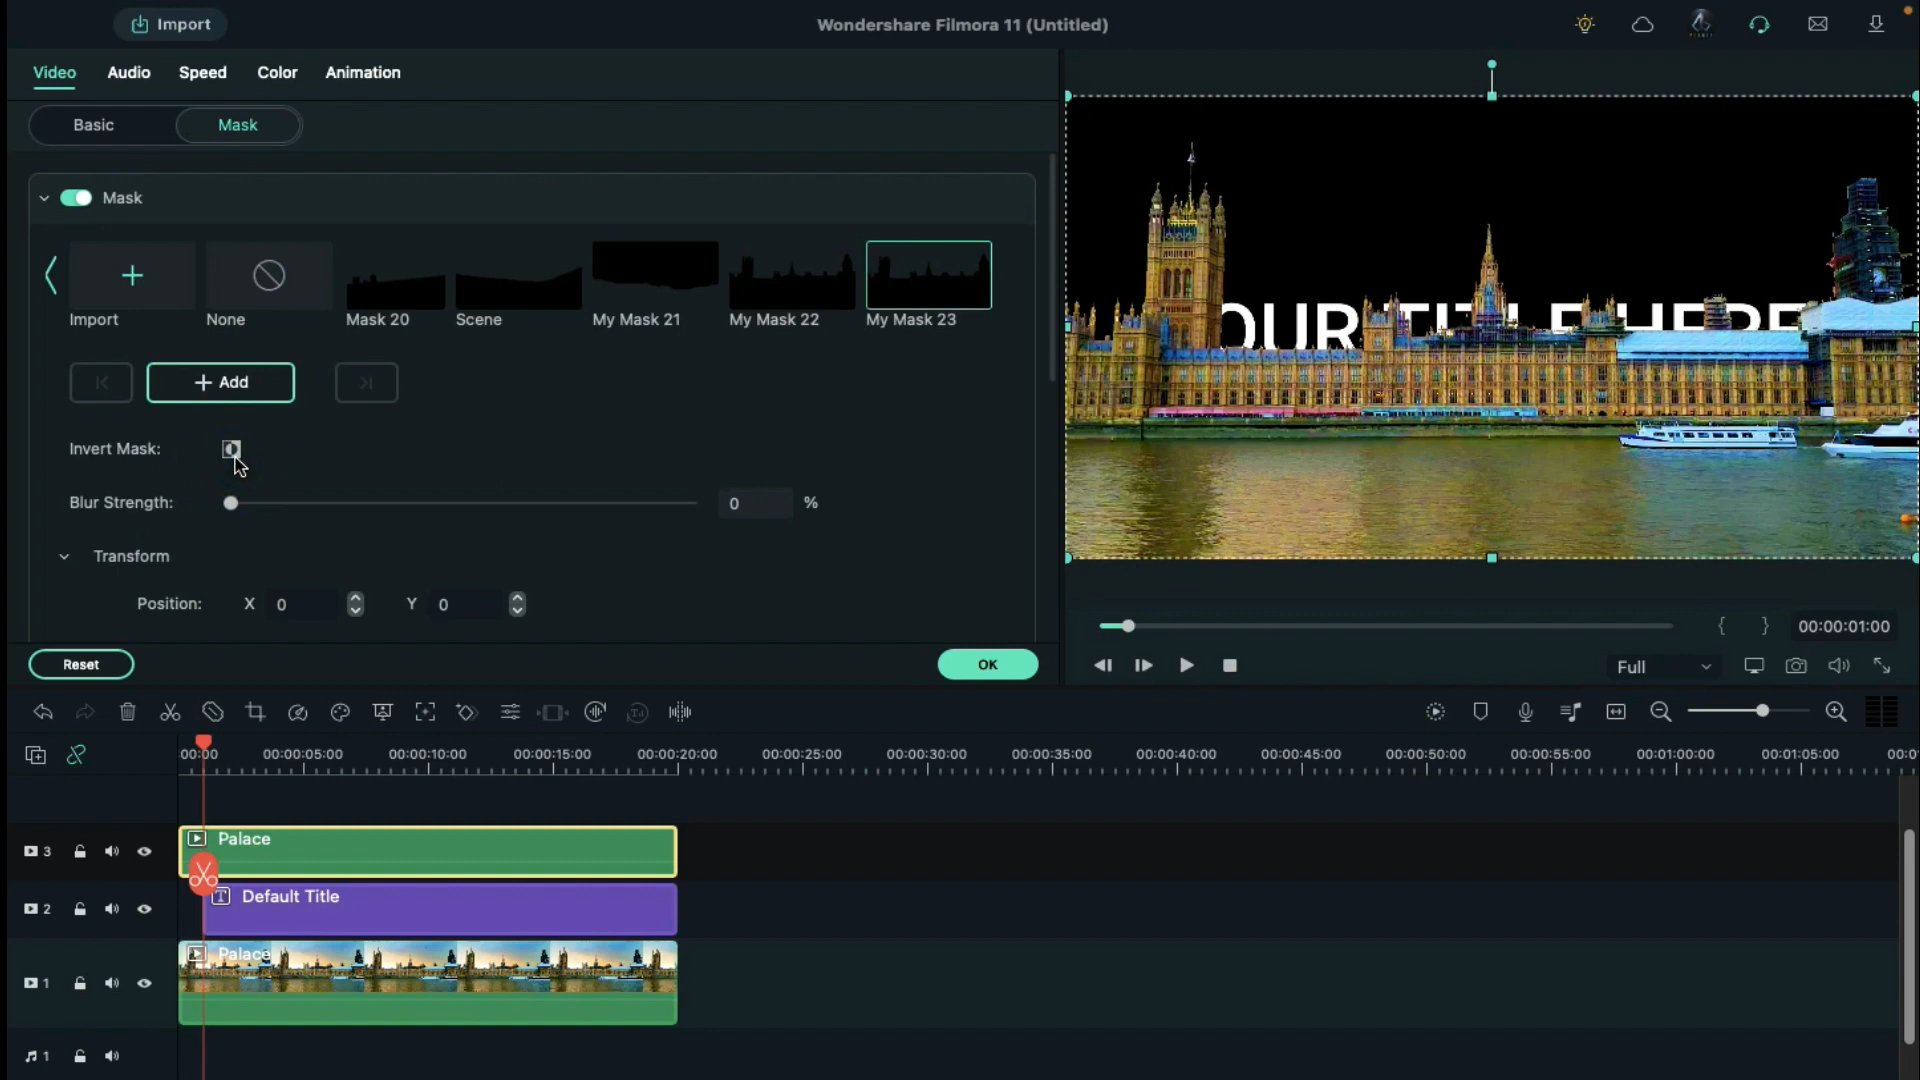 Import
Wondershare Filmora 11 (Untitled)
Video Audio Speed Color Animation
Basic Mask
Mask
Import None Mask 20 Scene My Mask 21 My Mask 22 My Mask 23
Add
Invert Mask:
Blur Strength: 0 %
Transform
Position: X 0 Y 0
Reset OK
OUR TITLE HERE
00:00:01:00
Full
:00:00 00:00:05:00 00:00:10:00 00:00:15:00 00:00:20:00 00:00:25:00 00:00:30:00 00:00:35:00 00:00:40:00 00:00:45:00 00:00:50:00 00:00:55:00 00:01:00:00 00:01:05:00 00:0
3 Palace
2 T Default Title
1 Palace
1